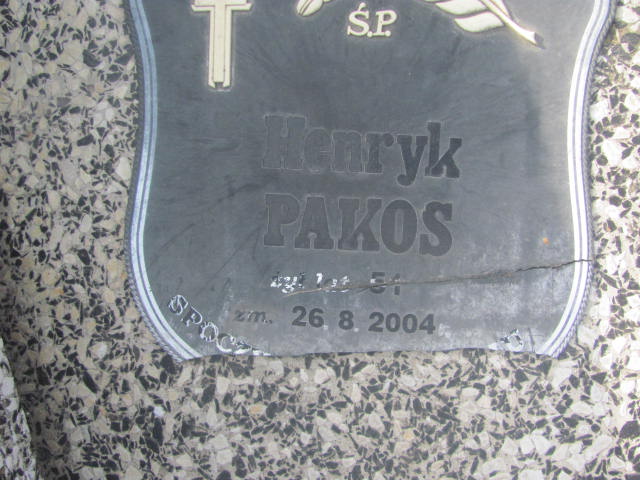 Ś.P.
Henryk
PAKOS
żył lat 51
zm. 26. 8. 2004